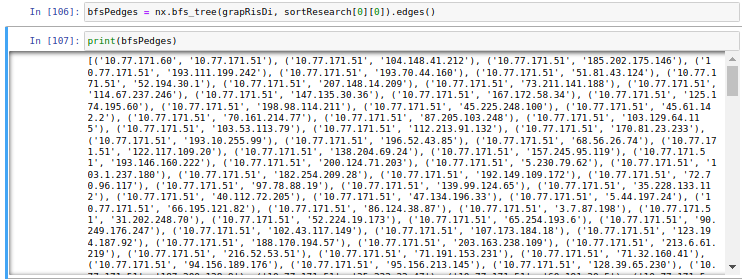 In [106]: bfsPedges = nx.bfs_tree(grapRisDi, sortResearch[0][0]).edges()
In [107]: print(bfsPedges)
[('10.77.171.60', '10.77.171.51'), ('10.77.171.51', '104.148.41.212'), ('10.77.171.51', '185.202.175.146'), ('1
0.77.171.51', '193.111.199.242'), ('10.77.171.51', '193.70.44.160'), ('10.77.171.51', '51.81.43.124'), ('10.77.1
71.51', '52.194.30.1'), ('10.77.171.51', '207.148.14.209'), ('10.77.171.51', '73.211.141.188'), ('10.77.171.51',
'114.67.237.246'), ('10.77.171.51', '147.135.30.36'), ('10.77.171.51', '167.172.58.34'), ('10.77.171.51', '125.1
74.195.60'), ('10.77.171.51', '198.98.114.211'), ('10.77.171.51', '45.225.248.100'), ('10.77.171.51', '45.61.14
2.2'), ('10.77.171.51', '70.161.214.77'), ('10.77.171.51', '87.205.103.248'), ('10.77.171.51', '103.129.64.11
5'), ('10.77.171.51', '103.53.113.79'), ('10.77.171.51', '112.213.91.132'), ('10.77.171.51', '170.81.23.233'),
('10.77.171.51', '193.10.255.99'), ('10.77.171.51', '196.52.43.85'), ('10.77.171.51', '68.56.26.74'), ('10.77.17
1.51', '122.117.109.20'), ('10.77.171.51', '138.204.69.24'), ('10.77.171.51', '157.245.95.119'), ('10.77.171.5
1', '193.146.160.222'), ('10.77.171.51', '200.124.71.203'), ('10.77.171.51', '5.230.79.62'), ('10.77.171.51', '10
3.1.237.180'), ('10.77.171.51', '182.254.209.28'), ('10.77.171.51', '192.149.109.172'), ('10.77.171.51', '72.7
0.96.117'), ('10.77.171.51', '97.78.88.19'), ('10.77.171.51', '139.99.124.65'), ('10.77.171.51', '35.228.133.11
2'), ('10.77.171.51', '40.112.72.205'), ('10.77.171.51', '47.134.196.33'), ('10.77.171.51', '5.44.197.24'), ('1
0.77.171.51', '66.195.121.82'), ('10.77.171.51', '86.124.38.87'), ('10.77.171.51', '3.7.87.198'), ('10.77.171.5
1', '31.202.248.70'), ('10.77.171.51', '52.224.19.173'), ('10.77.171.51', '65.254.193.6'), ('10.77.171.51', '90.
249.176.247'), ('10.77.171.51', '102.43.117.149'), ('10.77.171.51', '107.173.184.18'), ('10.77.171.51', '123.19
4.187.92'), ('10.77.171.51', '188.170.194.57'), ('10.77.171.51', '203.163.238.109'), ('10.77.171.51', '213.6.61.
219'), ('10.77.171.51', '216.52.53.51'), ('10.77.171.51', '71.191.153.231'), ('10.77.171.51', '71.32.160.41'),
('10.77.171.51', '94.156.189.176'), ('10.77.171.51', '95.156.213.145'), ('10.77.171.51', '128.39.65.230'), ('10.